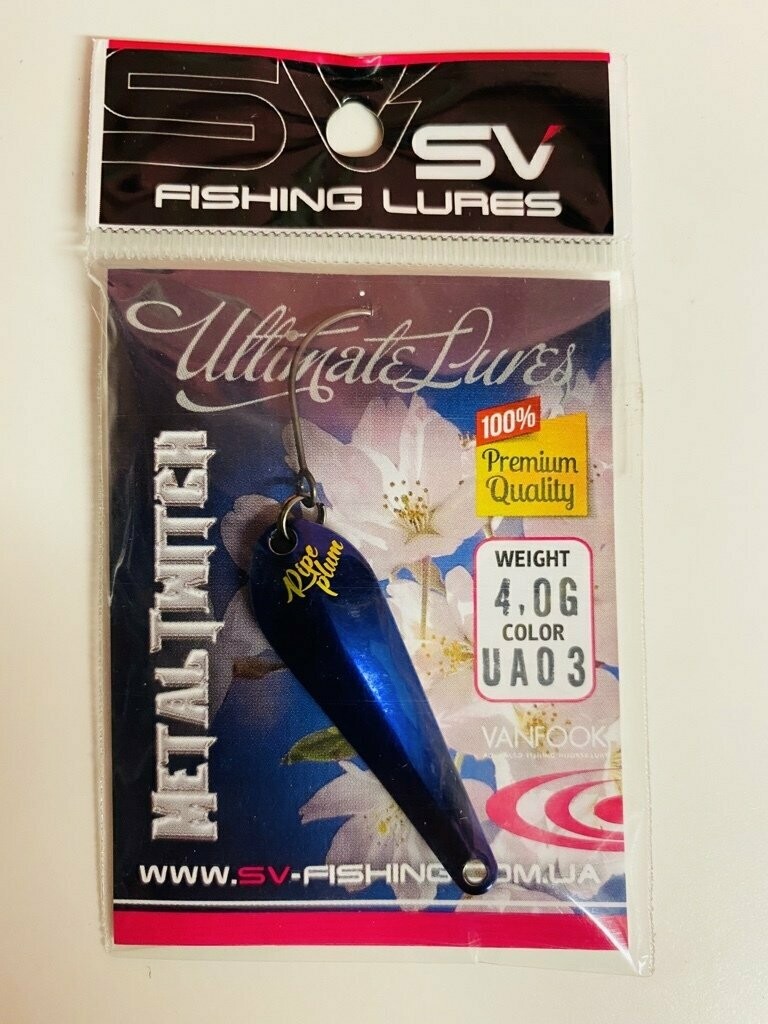 SV
SV
FISHING LURES
Ultimate Lures
METAL TWITCH
100%
Premium
Quality
Ripe
plum
WEIGHT
4.0G
COLOR
UA03
VANFOOK
WWW.SV-FISHING.COM.UA